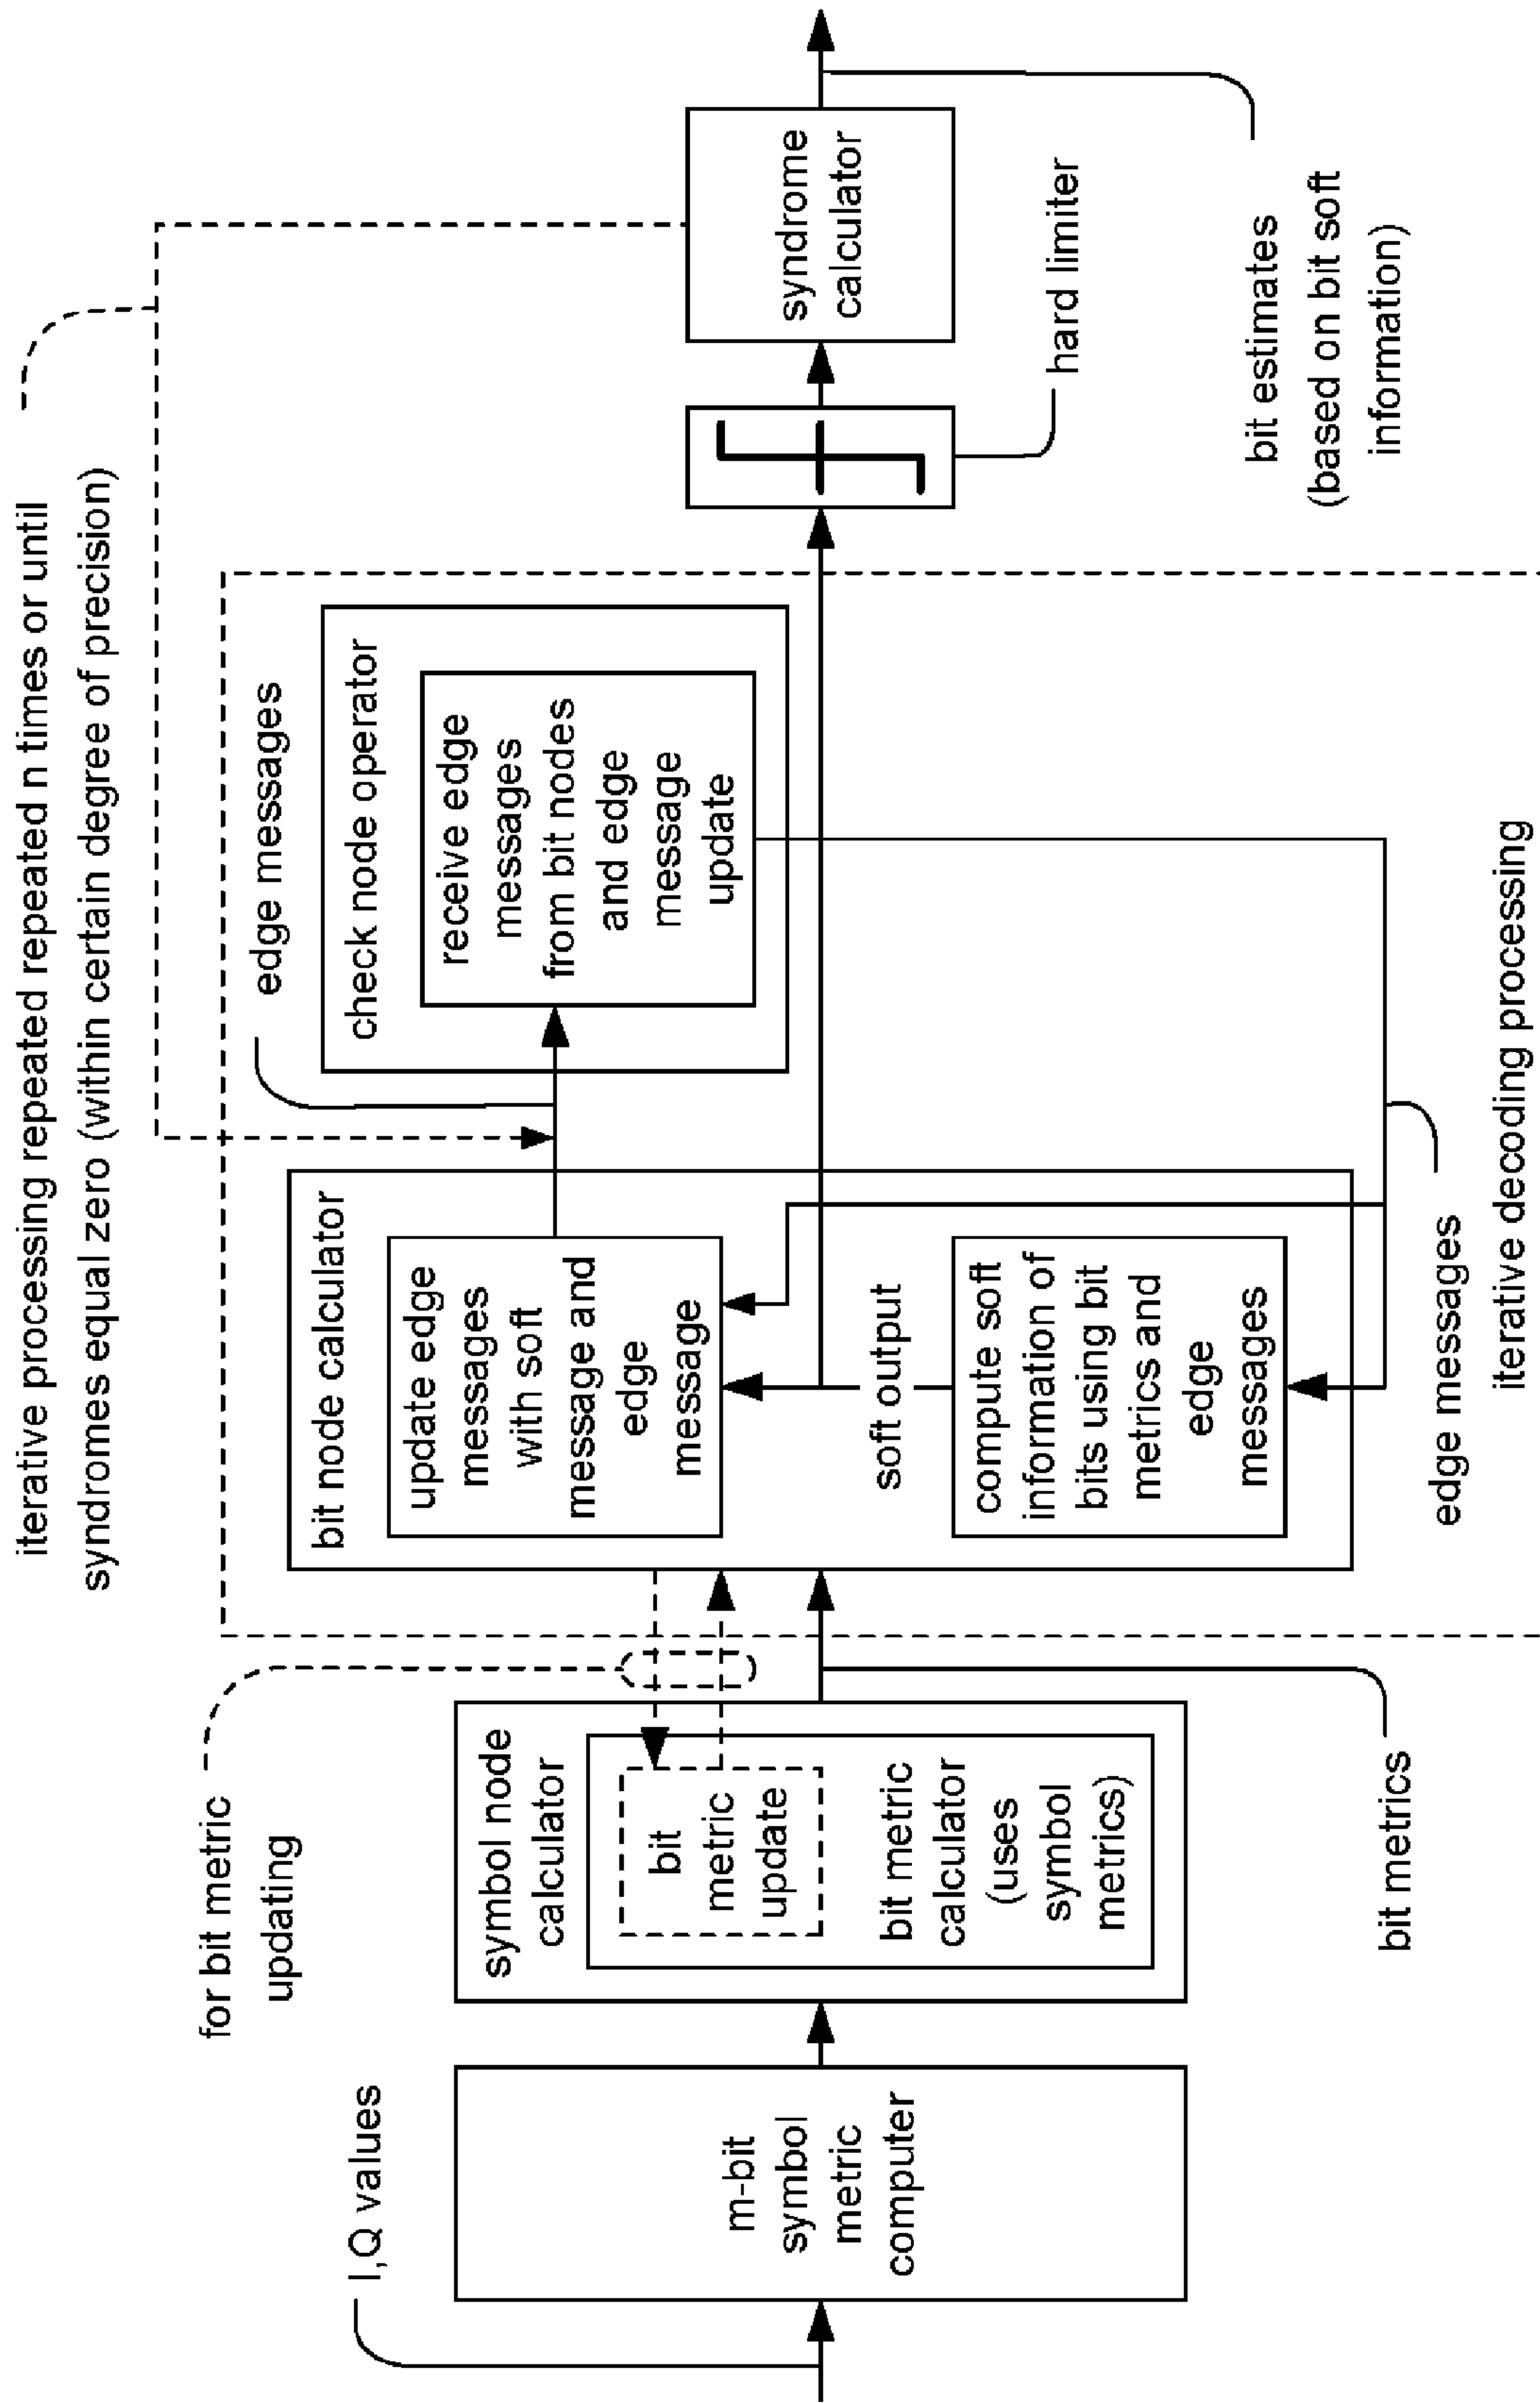 iterative processing repeated repeated n times or until
syndromes equal zero (within certain degree of precision)
for bit metric
updating
I,Q values
m-bit
symbol
metric
computer
symbol node
calculator
bit
metric
update
bit metric
calculator
(uses
symbol
metrics)
bit metrics
bit node calculator
update edge
messages
with soft
message and
edge
message
soft output
compute soft
information of
bits using bit
metrics and
edge
messages
edge messages
edge messages
check node operator
receive edge
messages
from bit nodes
and edge
message
update
iterative decoding processing
hard limiter
syndrome
calculator
bit estimates
(based on bit soft
information)